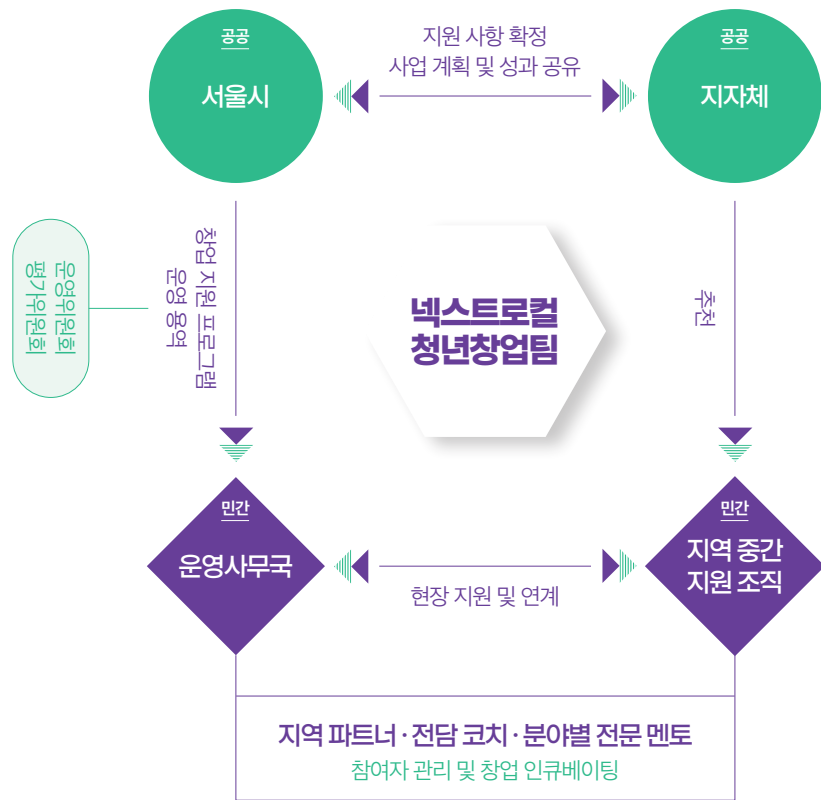 공공
서울시
지원 사항 확정
사업 계획 및 성과 공유
공공
지자체
운영위원회
평가위원회
창업 지원 프로그램
운영 용역
넥스트로컬
청년창업팀
추천
민간
운영사무국
현장 지원 및 연계
민간
지역 중간
지원 조직
지역 파트너 · 전담 코치 · 분야별 전문 멘토
참여자 관리 및 창업 인큐베이팅